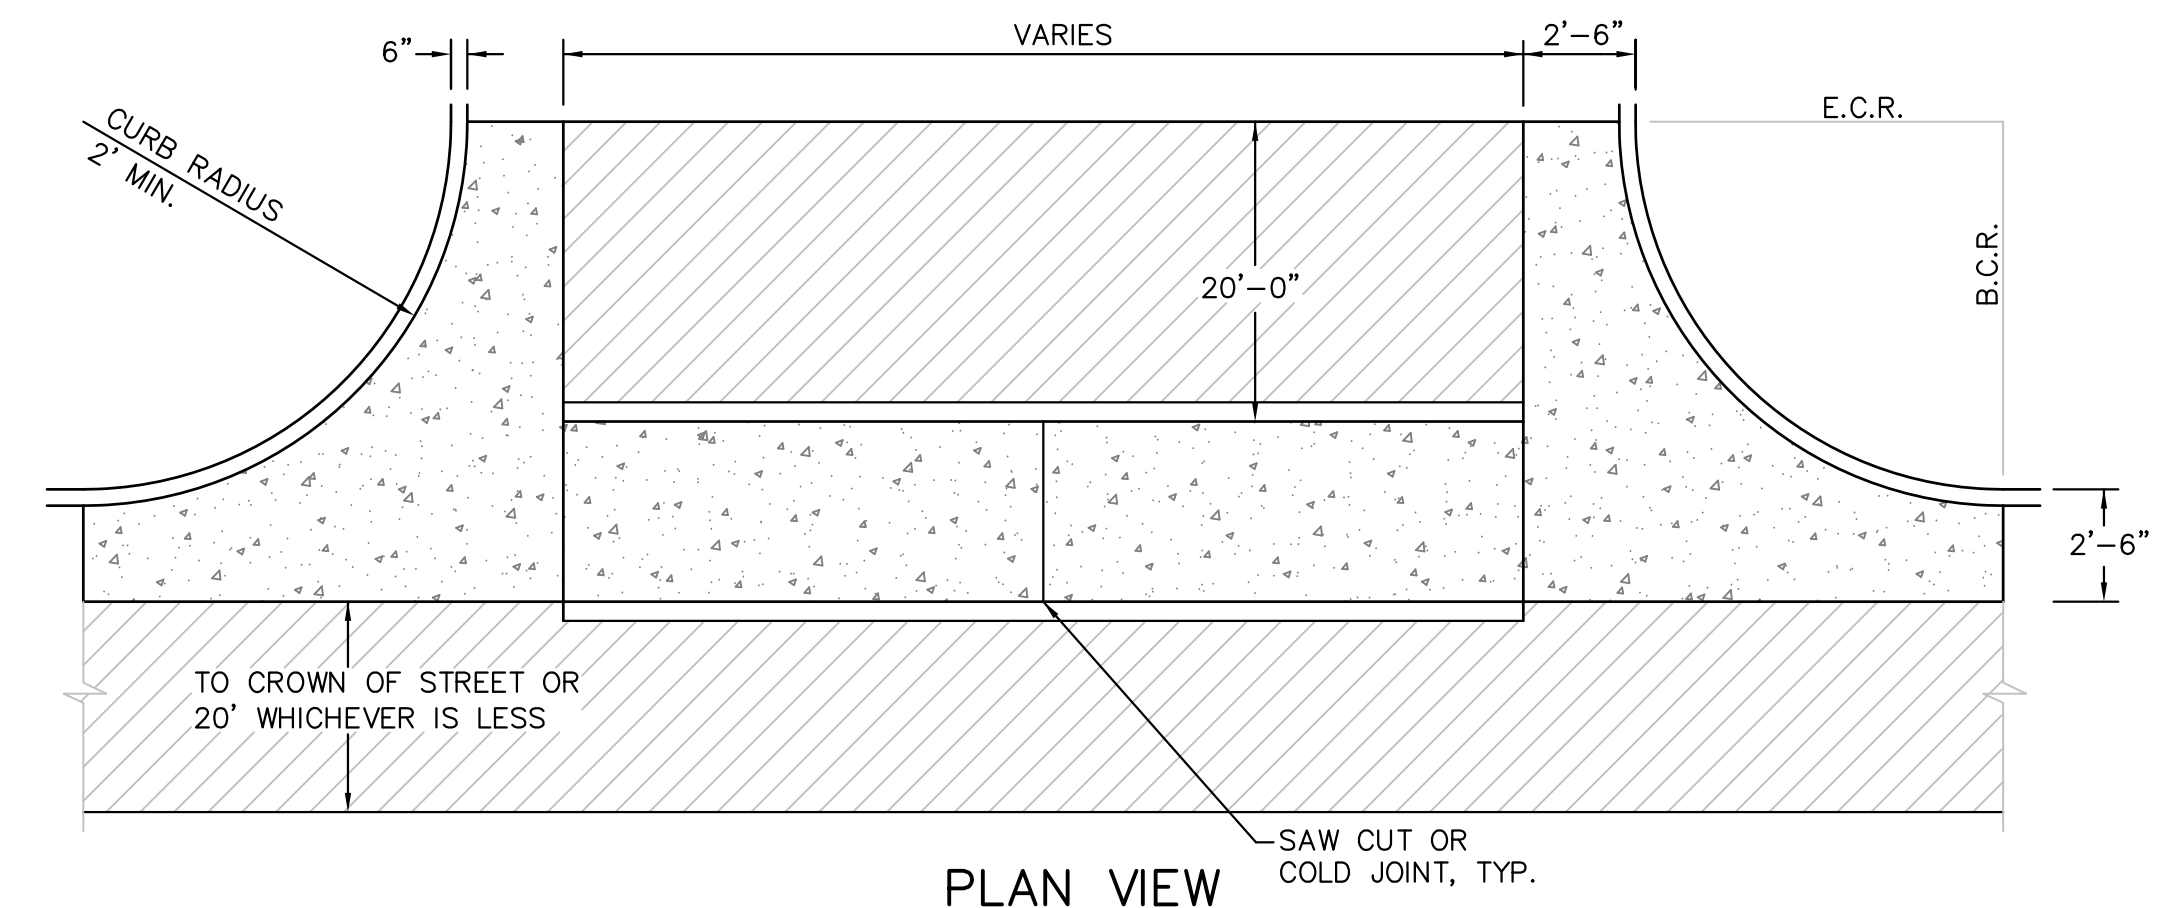 6”
VARIES
2’-6”
E.C.R.
CURB RADIUS
2’ MIN.
B.C.R.
20’-0”
2’-6”
TO CROWN OF STREET OR
20’ WHICHEVER IS LESS
SAW CUT OR
COLD JOINT, TYP.
PLAN VIEW